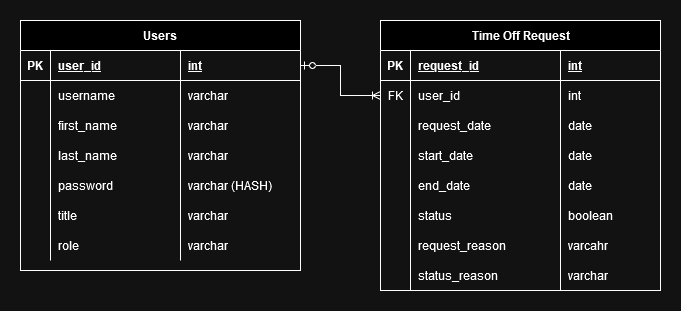 Users
PK user_id int
username varchar
first_name varchar
last_name varchar
password varchar (HASH)
title varchar
role varchar
Time Off Request
PK request_id int
FK user_id int
request_date date
start_date date
end_date date
status boolean
request_reason varcahr
status_reason varchar